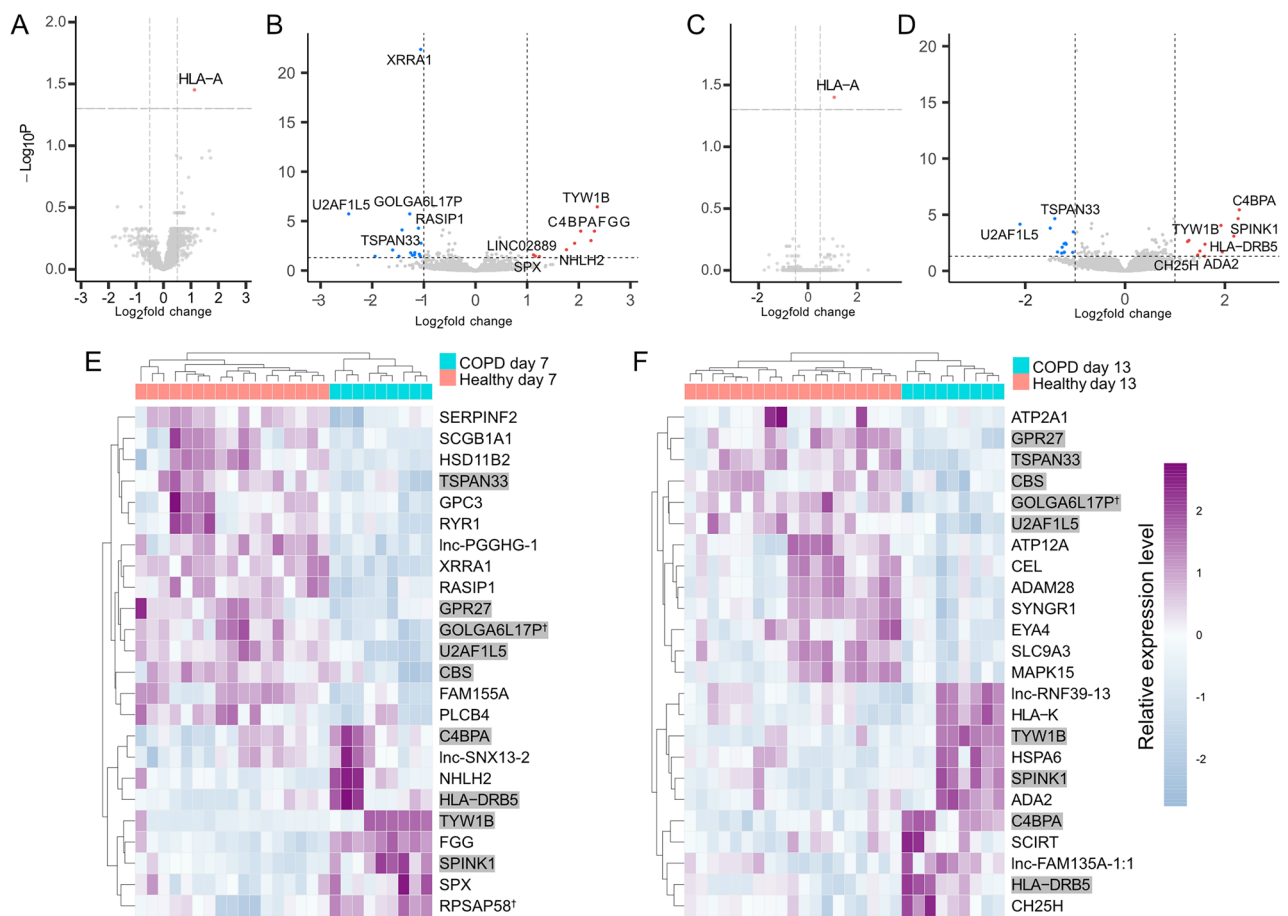 A
2.0
1.5
1.0
0.5
0.0
− Log10P
HLA−A
-3 -2 -1 0 1 2 3
Log2fold change
B
20
15
10
5
0
XRRA1
U2AF1L5
GOLGA6L17P
RASIP1
TSPAN33
TYW1B
C4BPA
FGG
LINC02889
NHLH2
SPX
-3 -2 -1 0 1 2 3
Log2fold change
C
1.5
1.0
0.5
0.0
HLA−A
-2 0 2
Log2fold change
D
20
15
10
5
0
TSPAN33
U2AF1L5
C4BPA
TYW1B
SPINK1
HLA−DRB5
CH25H
ADA2
-2 0 2
Log2fold change
E
COPD day 7
Healthy day 7
SERPINF2
SCGB1A1
HSD11B2
TSPAN33
GPC3
RYR1
lnc-PGGHG-1
XRRA1
RASIP1
GPR27
GOLGA6L17P†
U2AF1L5
CBS
FAM155A
PLCB4
C4BPA
lnc-SNX13-2
NHLH2
HLA−DRB5
TYW1B
FGG
SPINK1
SPX
RPSAP58†
F
COPD day 13
Healthy day 13
ATP2A1
GPR27
TSPAN33
CBS
GOLGA6L17P†
U2AF1L5
ATP12A
CEL
ADAM28
SYNGR1
EYA4
SLC9A3
MAPK15
lnc-RNF39-13
HLA−K
TYW1B
HSPA6
SPINK1
ADA2
C4BPA
SCIRT
lnc-FAM135A-1:1
HLA−DRB5
CH25H
Relative expression level
2
1
0
-1
-2